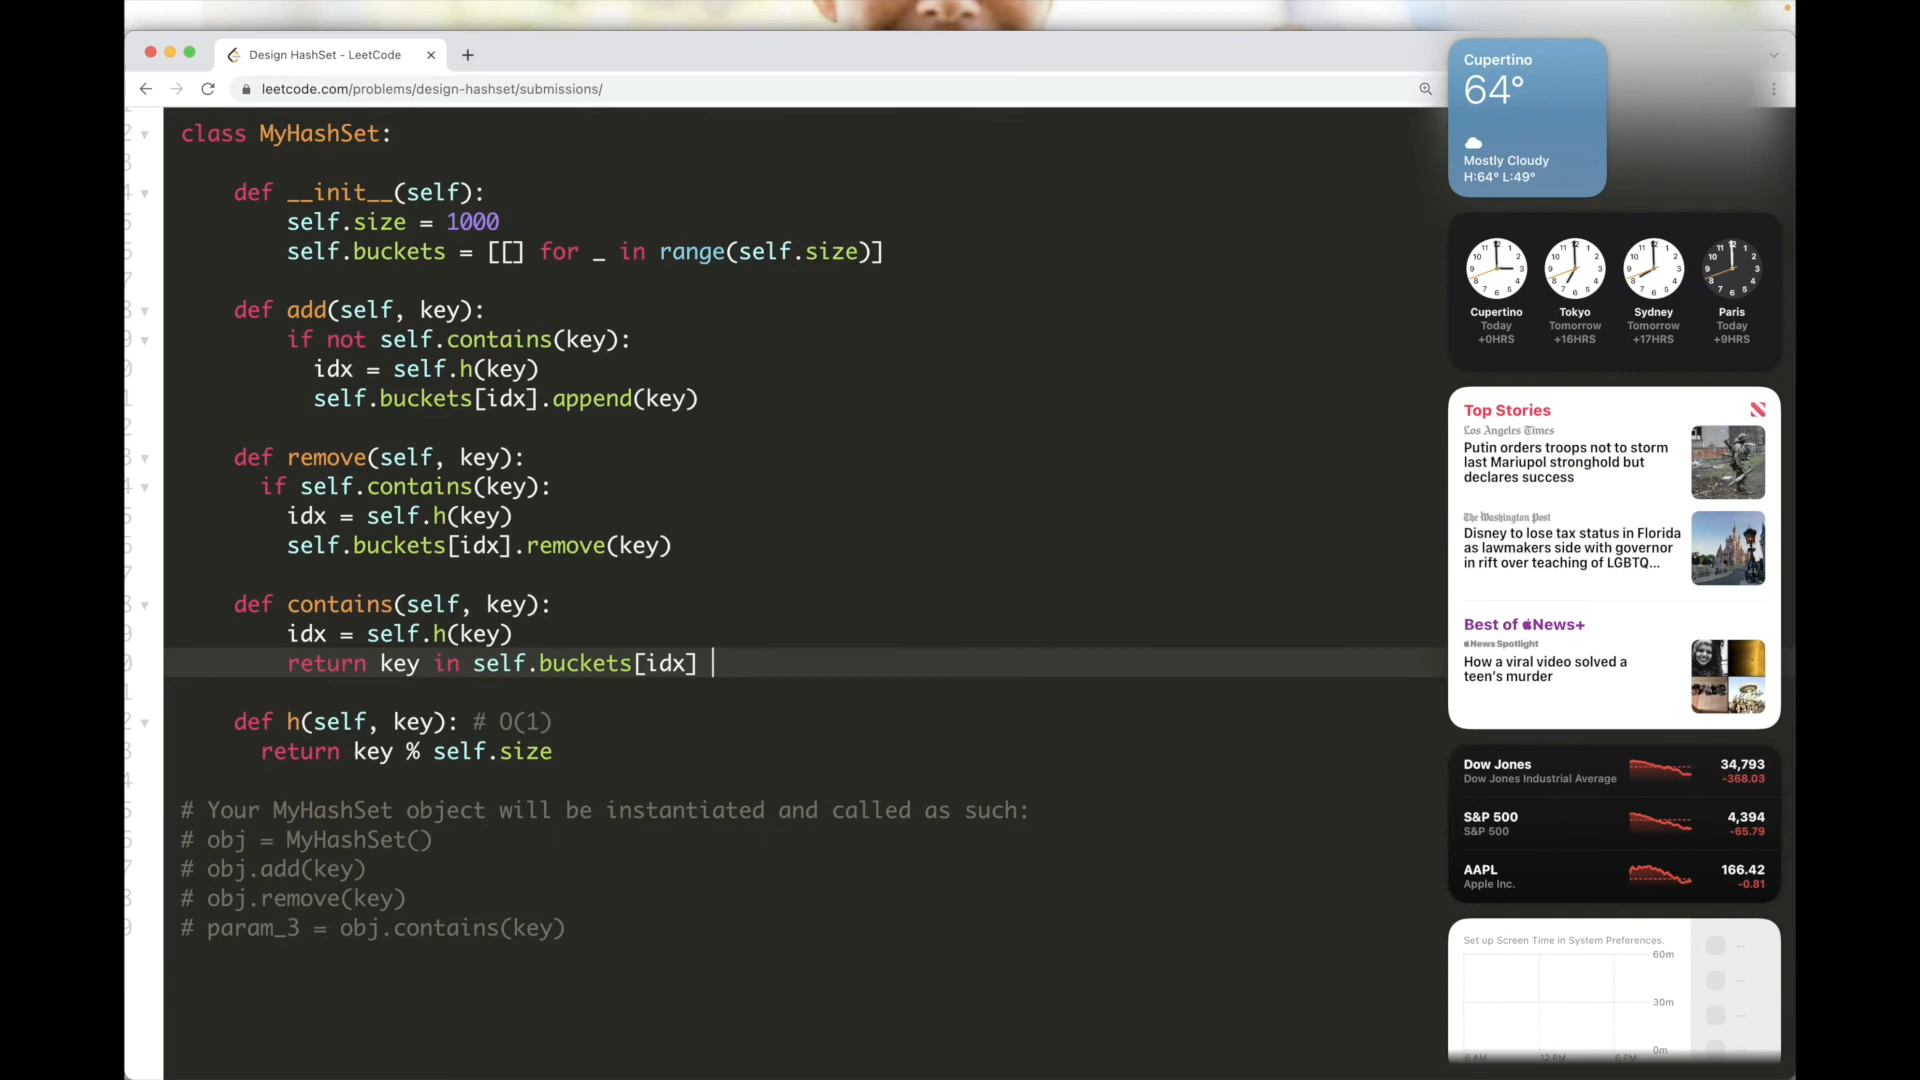 Design HashSet - LeetCode
leetcode.com/problems/design-hashset/submissions/
class MyHashSet:
def __init__(self):
self.size = 1000
self.buckets = [[] for _ in range(self.size)]
def add(self, key):
if not self.contains(key):
idx = self.h(key)
self.buckets[idx].append(key)
def remove(self, key):
if self.contains(key):
idx = self.h(key)
self.buckets[idx].remove(key)
def contains(self, key):
idx = self.h(key)
return key in self.buckets[idx]
def h(self, key): # O(1)
return key % self.size
# Your MyHashSet object will be instantiated and called as such:
# obj = MyHashSet()
# obj.add(key)
# obj.remove(key)
# param_3 = obj.contains(key)
Cupertino
64°
Mostly Cloudy
H:64° L:49°
Cupertino Tokyo Sydney Paris
Today Tomorrow Tomorrow Today
+0HRS +16HRS +17HRS +9HRS
Top Stories
Los Angeles Times
Putin orders troops not to storm
last Mariupol stronghold but
declares success
The Washington Post
Disney to lose tax status in Florida
as lawmakers side with governor
in rift over teaching of LGBTQ...
Best of News+
News Spotlight
How a viral video solved a
teen's murder
Dow Jones 34,793
Dow Jones Industrial Average -368.03
S&P 500 4,394
S&P 500 -65.79
AAPL 166.42
Apple Inc. -0.81
Set up Screen Time in System Preferences.
60m
30m
0m
6 AM 12 PM 6 PM